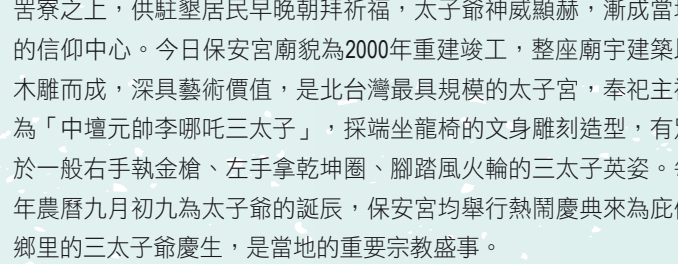 苦寮之上，供駐墾居民早晚朝拜祈福，太子爺神威顯赫，漸成當地
的信仰中心。今日保安宮廟貌為2000年重建竣工，整座廟宇建築以
木雕而成，深具藝術價值，是北台灣最具規模的太子宮，奉祀主神
為「中壇元帥李哪吒三太子」，採端坐龍椅的文身雕刻造型，有別
於一般右手執金槍、左手拿乾坤圈、腳踏風火輪的三太子英姿。每
年農曆九月初九為太子爺的誕辰，保安宮均舉行熱鬧慶典來為庇佑
鄉里的三太子爺慶生，是當地的重要宗教盛事。